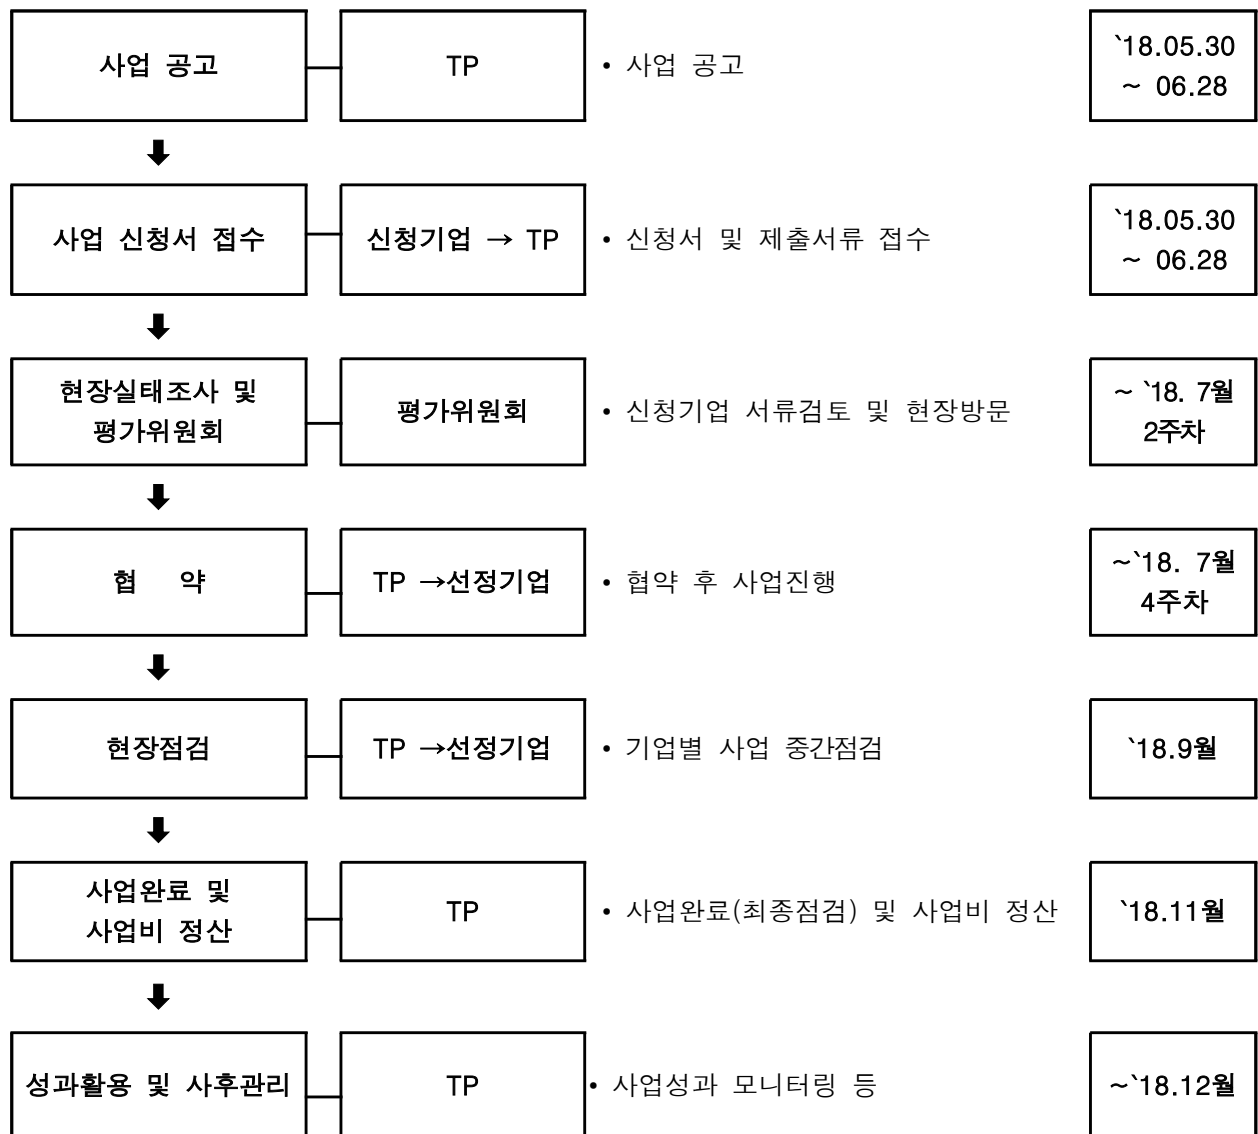 사업 공고
TP
• 사업 공고
`18.05.30
~ 06.28
사업 신청서 접수
신청기업 → TP
• 신청서 및 제출서류 접수
`18.05.30
~ 06.28
현장실태조사 및
평가위원회
평가위원회
• 신청기업 서류검토 및 현장방문
~ `18. 7월
2주차
협 약
TP →선정기업
• 협약 후 사업진행
~`18. 7월
4주차
현장점검
TP →선정기업
• 기업별 사업 중간점검
`18.9월
사업완료 및
사업비 정산
TP
• 사업완료(최종점검) 및 사업비 정산
`18.11월
성과활용 및 사후관리
TP
• 사업성과 모니터링 등
~`18.12월